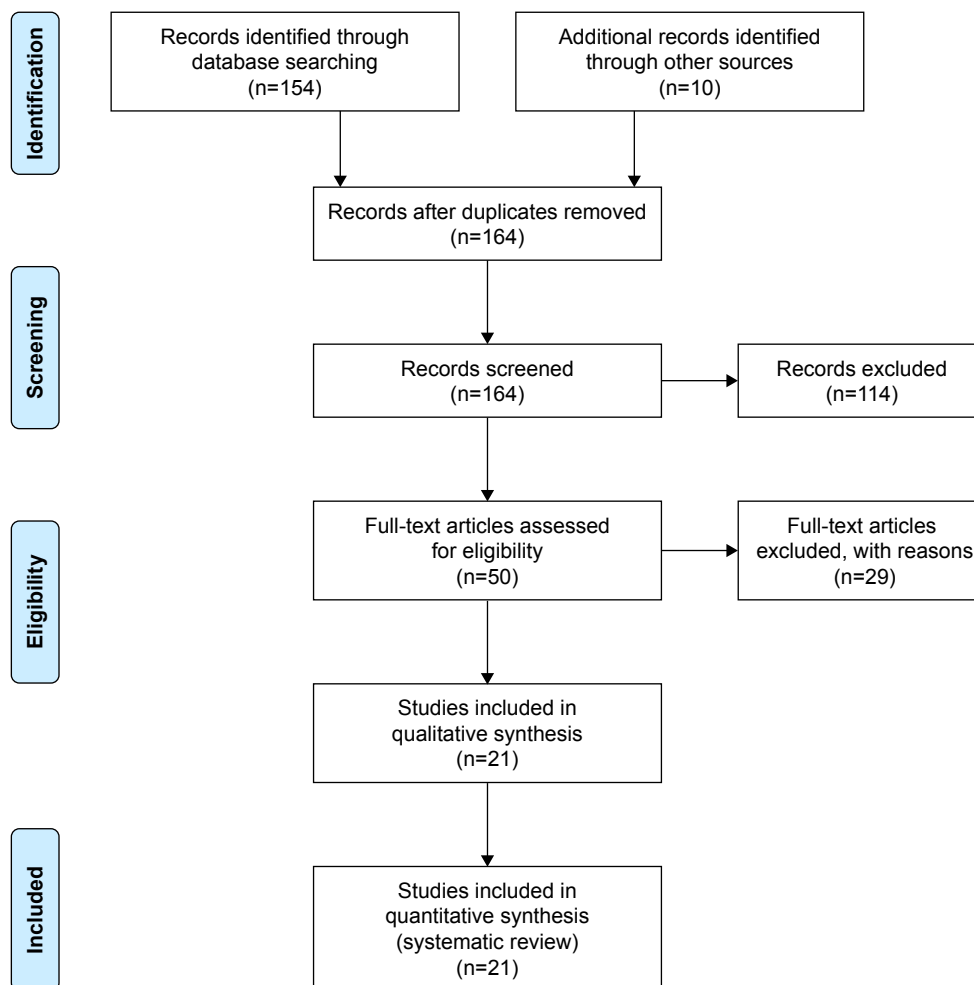 Identification
Records identified through
database searching
(n=154)
Additional records identified
through other sources
(n=10)
Records after duplicates removed
(n=164)
Screening
Records screened
(n=164)
Records excluded
(n=114)
Eligibility
Full-text articles assessed
for eligibility
(n=50)
Full-text articles
excluded, with reasons
(n=29)
Studies included in
qualitative synthesis
(n=21)
Included
Studies included in
quantitative synthesis
(systematic review)
(n=21)